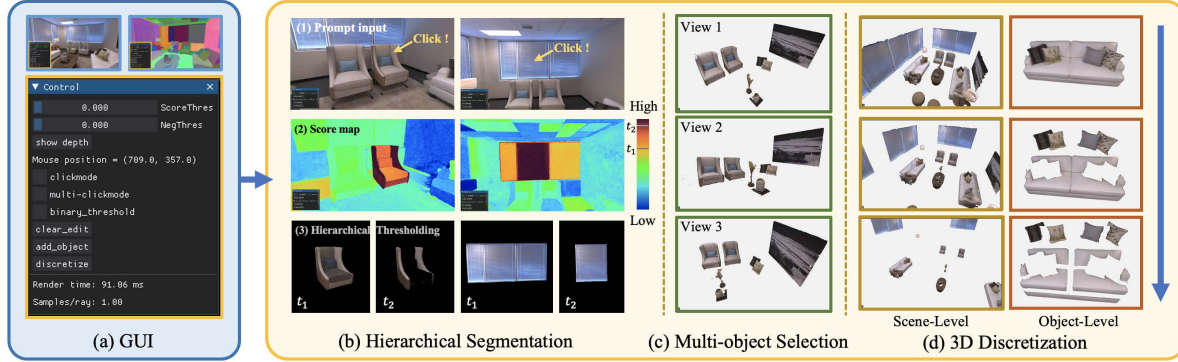 Control
0.000 ScoreThres
0.000 NegThres
show depth
Mouse position = (709.0, 357.0)
clickmode
multi-clickmode
binary_threshold
clear_edit
add_object
discretize
Render time: 91.06 ms
Samples/ray: 1.00
(a) GUI
(1) Prompt input
Click !
Click !
(2) Score map
High
t2
t1
Low
(3) Hierarchical Thresholding
t1
t2
t1
t2
(b) Hierarchical Segmentation
View 1
View 2
View 3
(c) Multi-object Selection
Scene-Level
Object-Level
(d) 3D Discretization